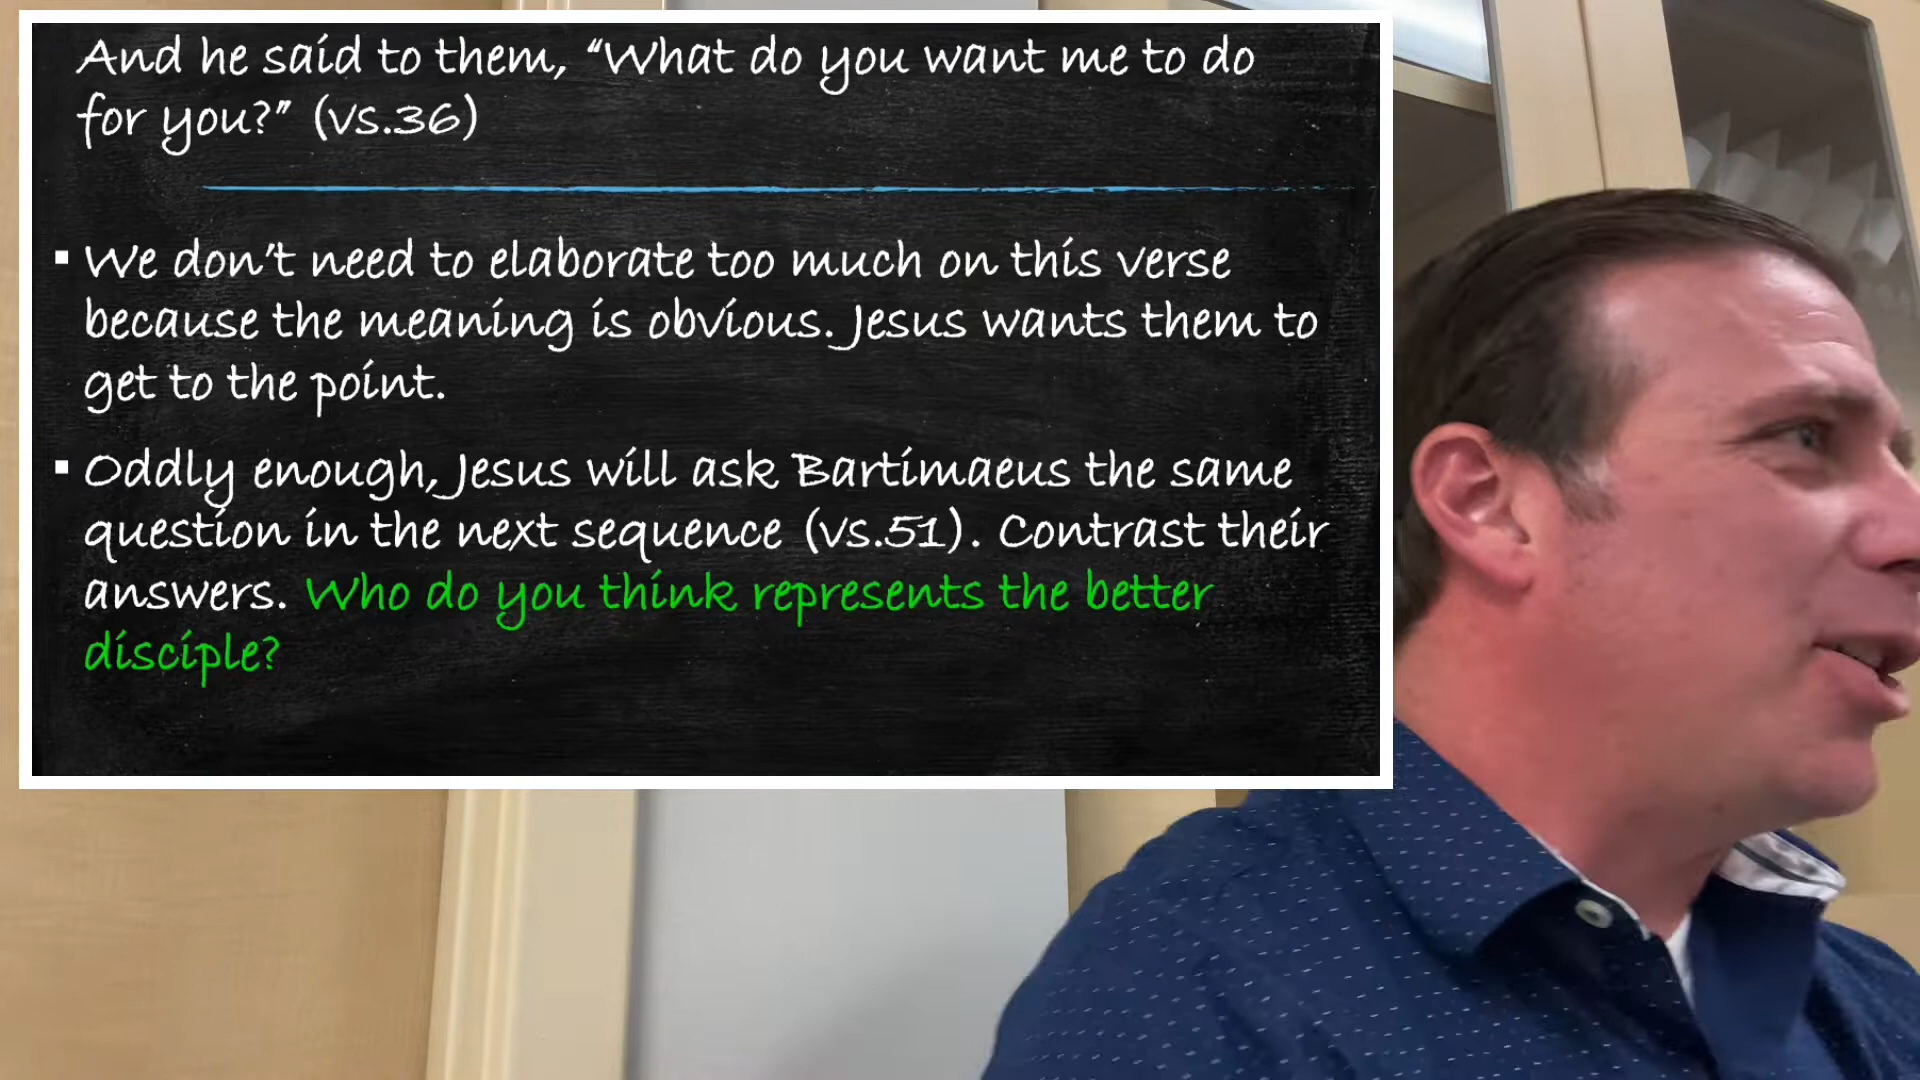 And he said to them, “What do you want me to do
for you?” (vs.36)
▪ We don’t need to elaborate too much on this verse
because the meaning is obvious. Jesus wants them to
get to the point.
▪ Oddly enough, Jesus will ask Bartimaeus the same
question in the next sequence (vs.51). Contrast their
answers. Who do you think represents the better
disciple?